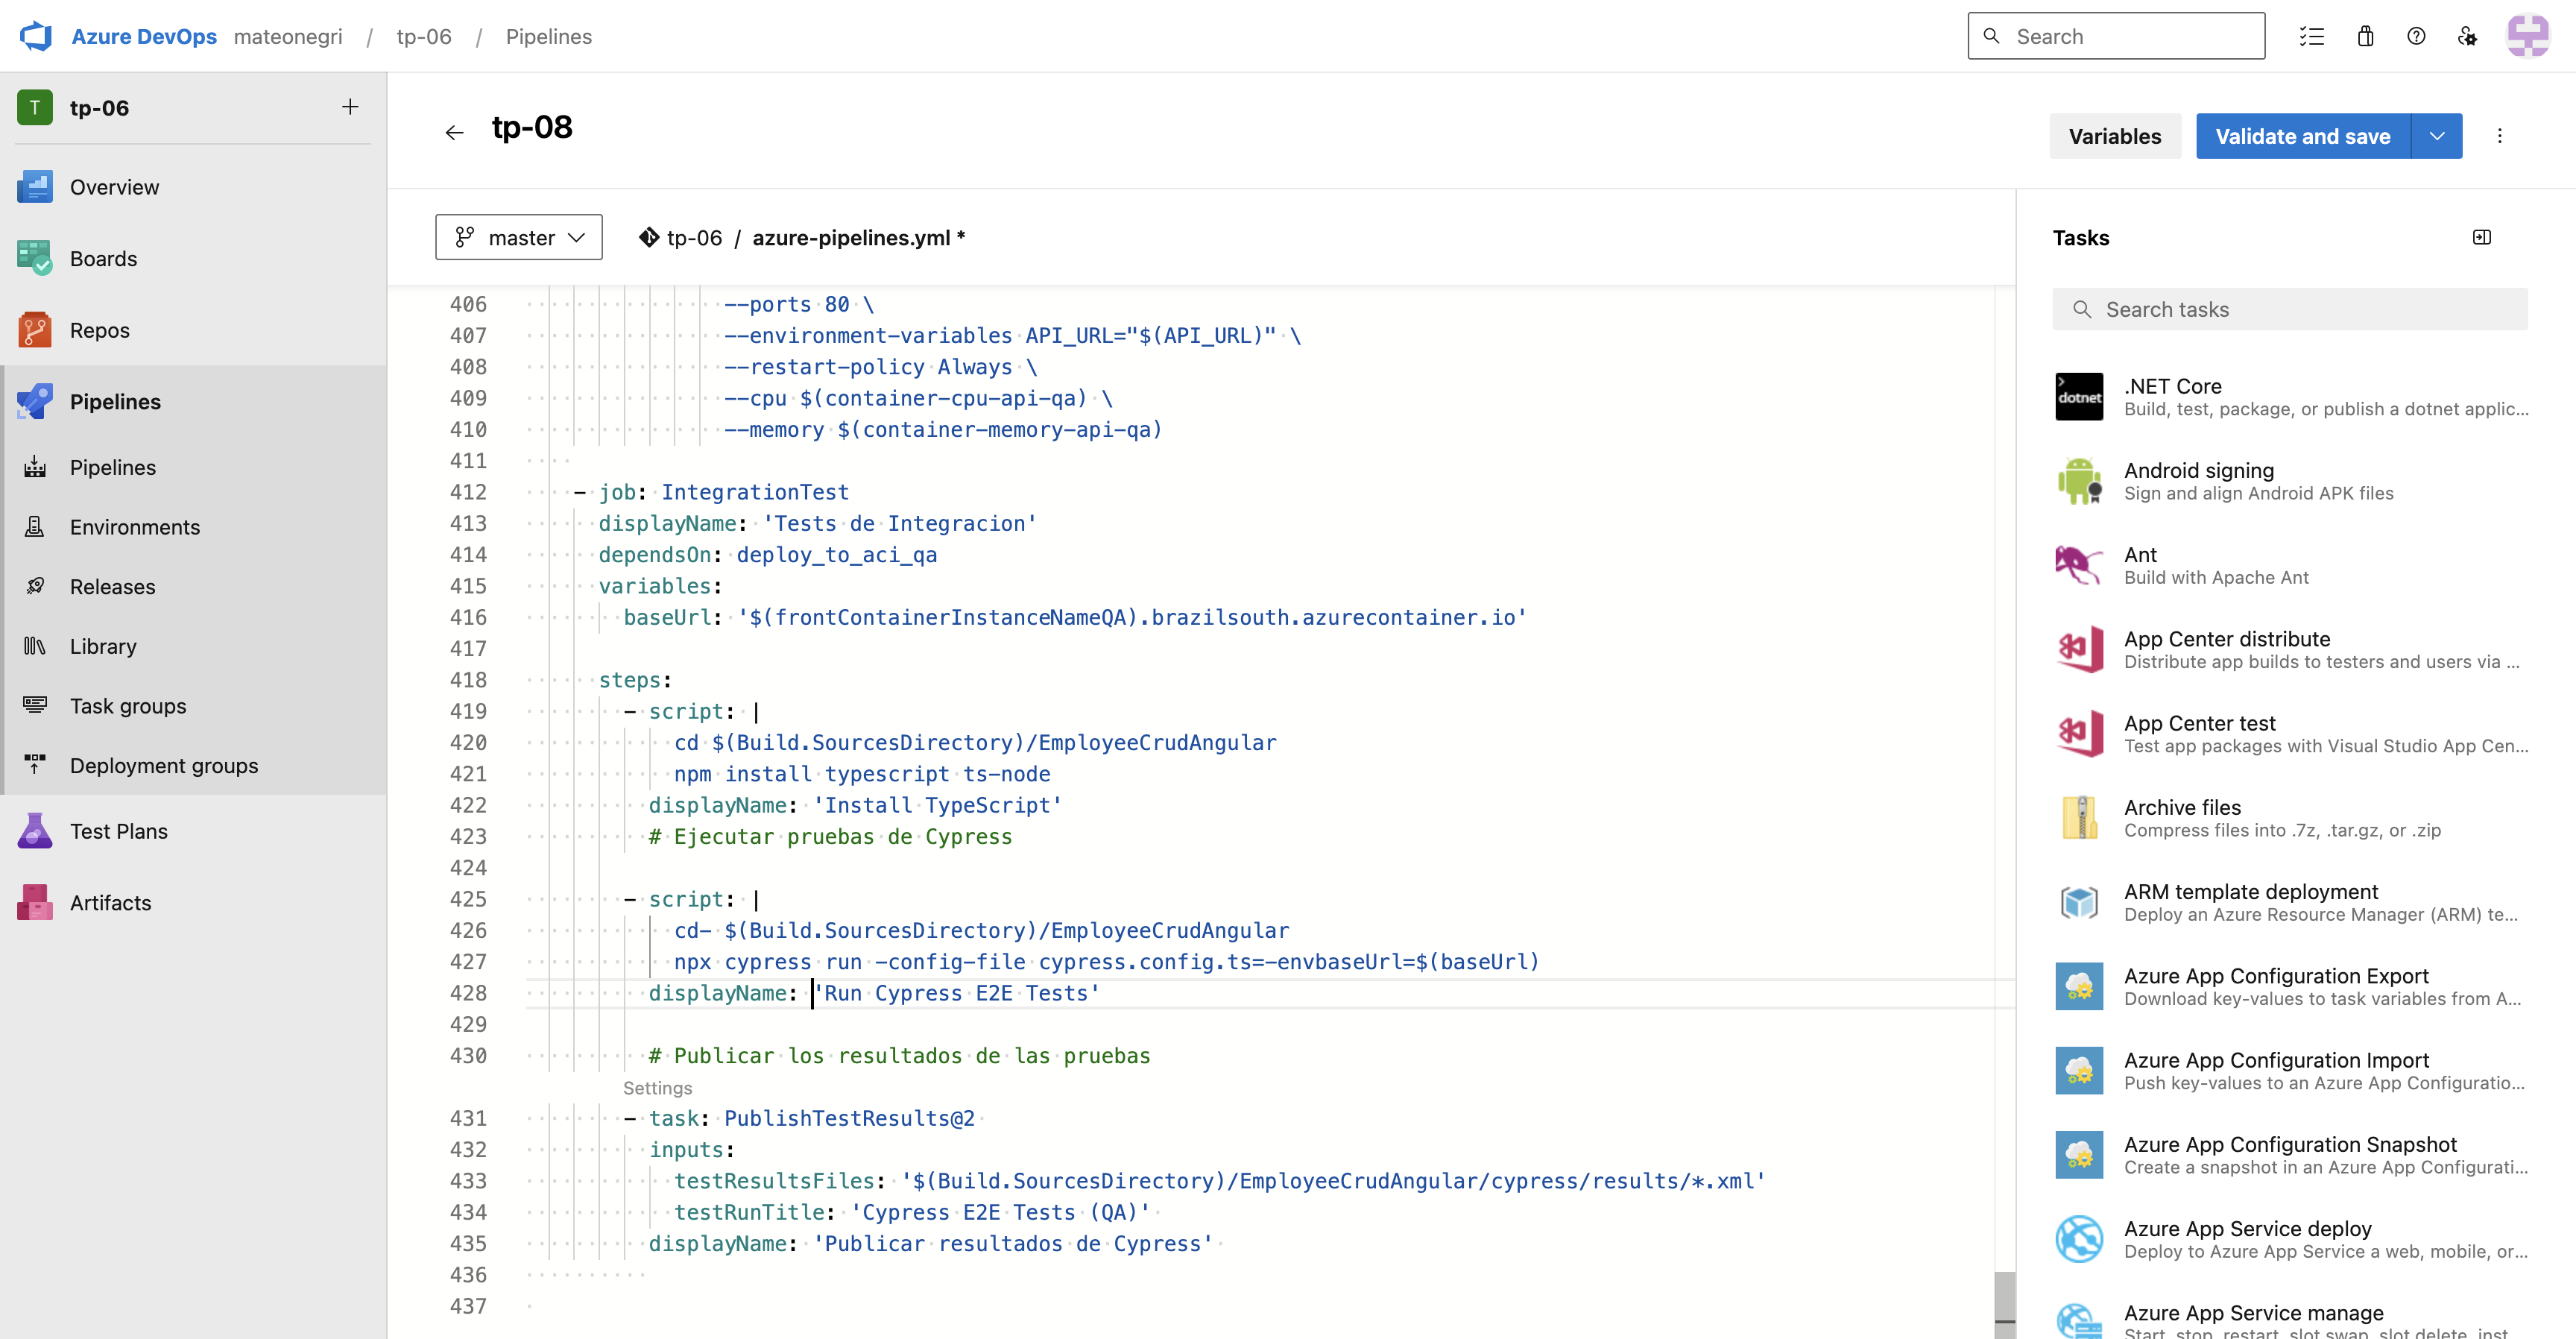 Azure DevOps mateonegri / tp-06 / Pipelines
Search
T tp-06
tp-08
Variables
Validate and save
Overview
Boards
Repos
Pipelines
Pipelines
Environments
Releases
Library
Task groups
Deployment groups
Test Plans
Artifacts
master
tp-06 / azure-pipelines.yml *
406 --ports 80 \
407 --environment-variables API_URL="$(API_URL)" \
408 --restart-policy Always \
409 --cpu $(container-cpu-api-qa) \
410 --memory $(container-memory-api-qa)
411
412 - job: IntegrationTest
413 displayName: 'Tests de Integracion'
414 dependsOn: deploy_to_aci_qa
415 variables:
416 baseUrl: '$(frontContainerInstanceNameQA).brazilsouth.azurecontainer.io'
417
418 steps:
419 - script: |
420 cd $(Build.SourcesDirectory)/EmployeeCrudAngular
421 npm install typescript ts-node
422 displayName: 'Install TypeScript'
423 # Ejecutar pruebas de Cypress
424
425 - script: |
426 cd- $(Build.SourcesDirectory)/EmployeeCrudAngular
427 npx cypress run -config-file cypress.config.ts=-envbaseUrl=$(baseUrl)
428 displayName: 'Run Cypress E2E Tests'
429
430 # Publicar los resultados de las pruebas
Settings
431 - task: PublishTestResults@2
432 inputs:
433 testResultsFiles: '$(Build.SourcesDirectory)/EmployeeCrudAngular/cypress/results/*.xml'
434 testRunTitle: 'Cypress E2E Tests (QA)'
435 displayName: 'Publicar resultados de Cypress'
436
437
Tasks
Search tasks
dotnet
.NET Core
Build, test, package, or publish a dotnet applic...
Android signing
Sign and align Android APK files
Ant
Build with Apache Ant
App Center distribute
Distribute app builds to testers and users via ...
App Center test
Test app packages with Visual Studio App Cen...
Archive files
Compress files into .7z, .tar.gz, or .zip
ARM template deployment
Deploy an Azure Resource Manager (ARM) te...
Azure App Configuration Export
Download key-values to task variables from A...
Azure App Configuration Import
Push key-values to an Azure App Configuratio...
Azure App Configuration Snapshot
Create a snapshot in an Azure App Configurati...
Azure App Service deploy
Deploy to Azure App Service a web, mobile, or...
Azure App Service manage
Start, stop, restart, slot swap, slot delete, inst